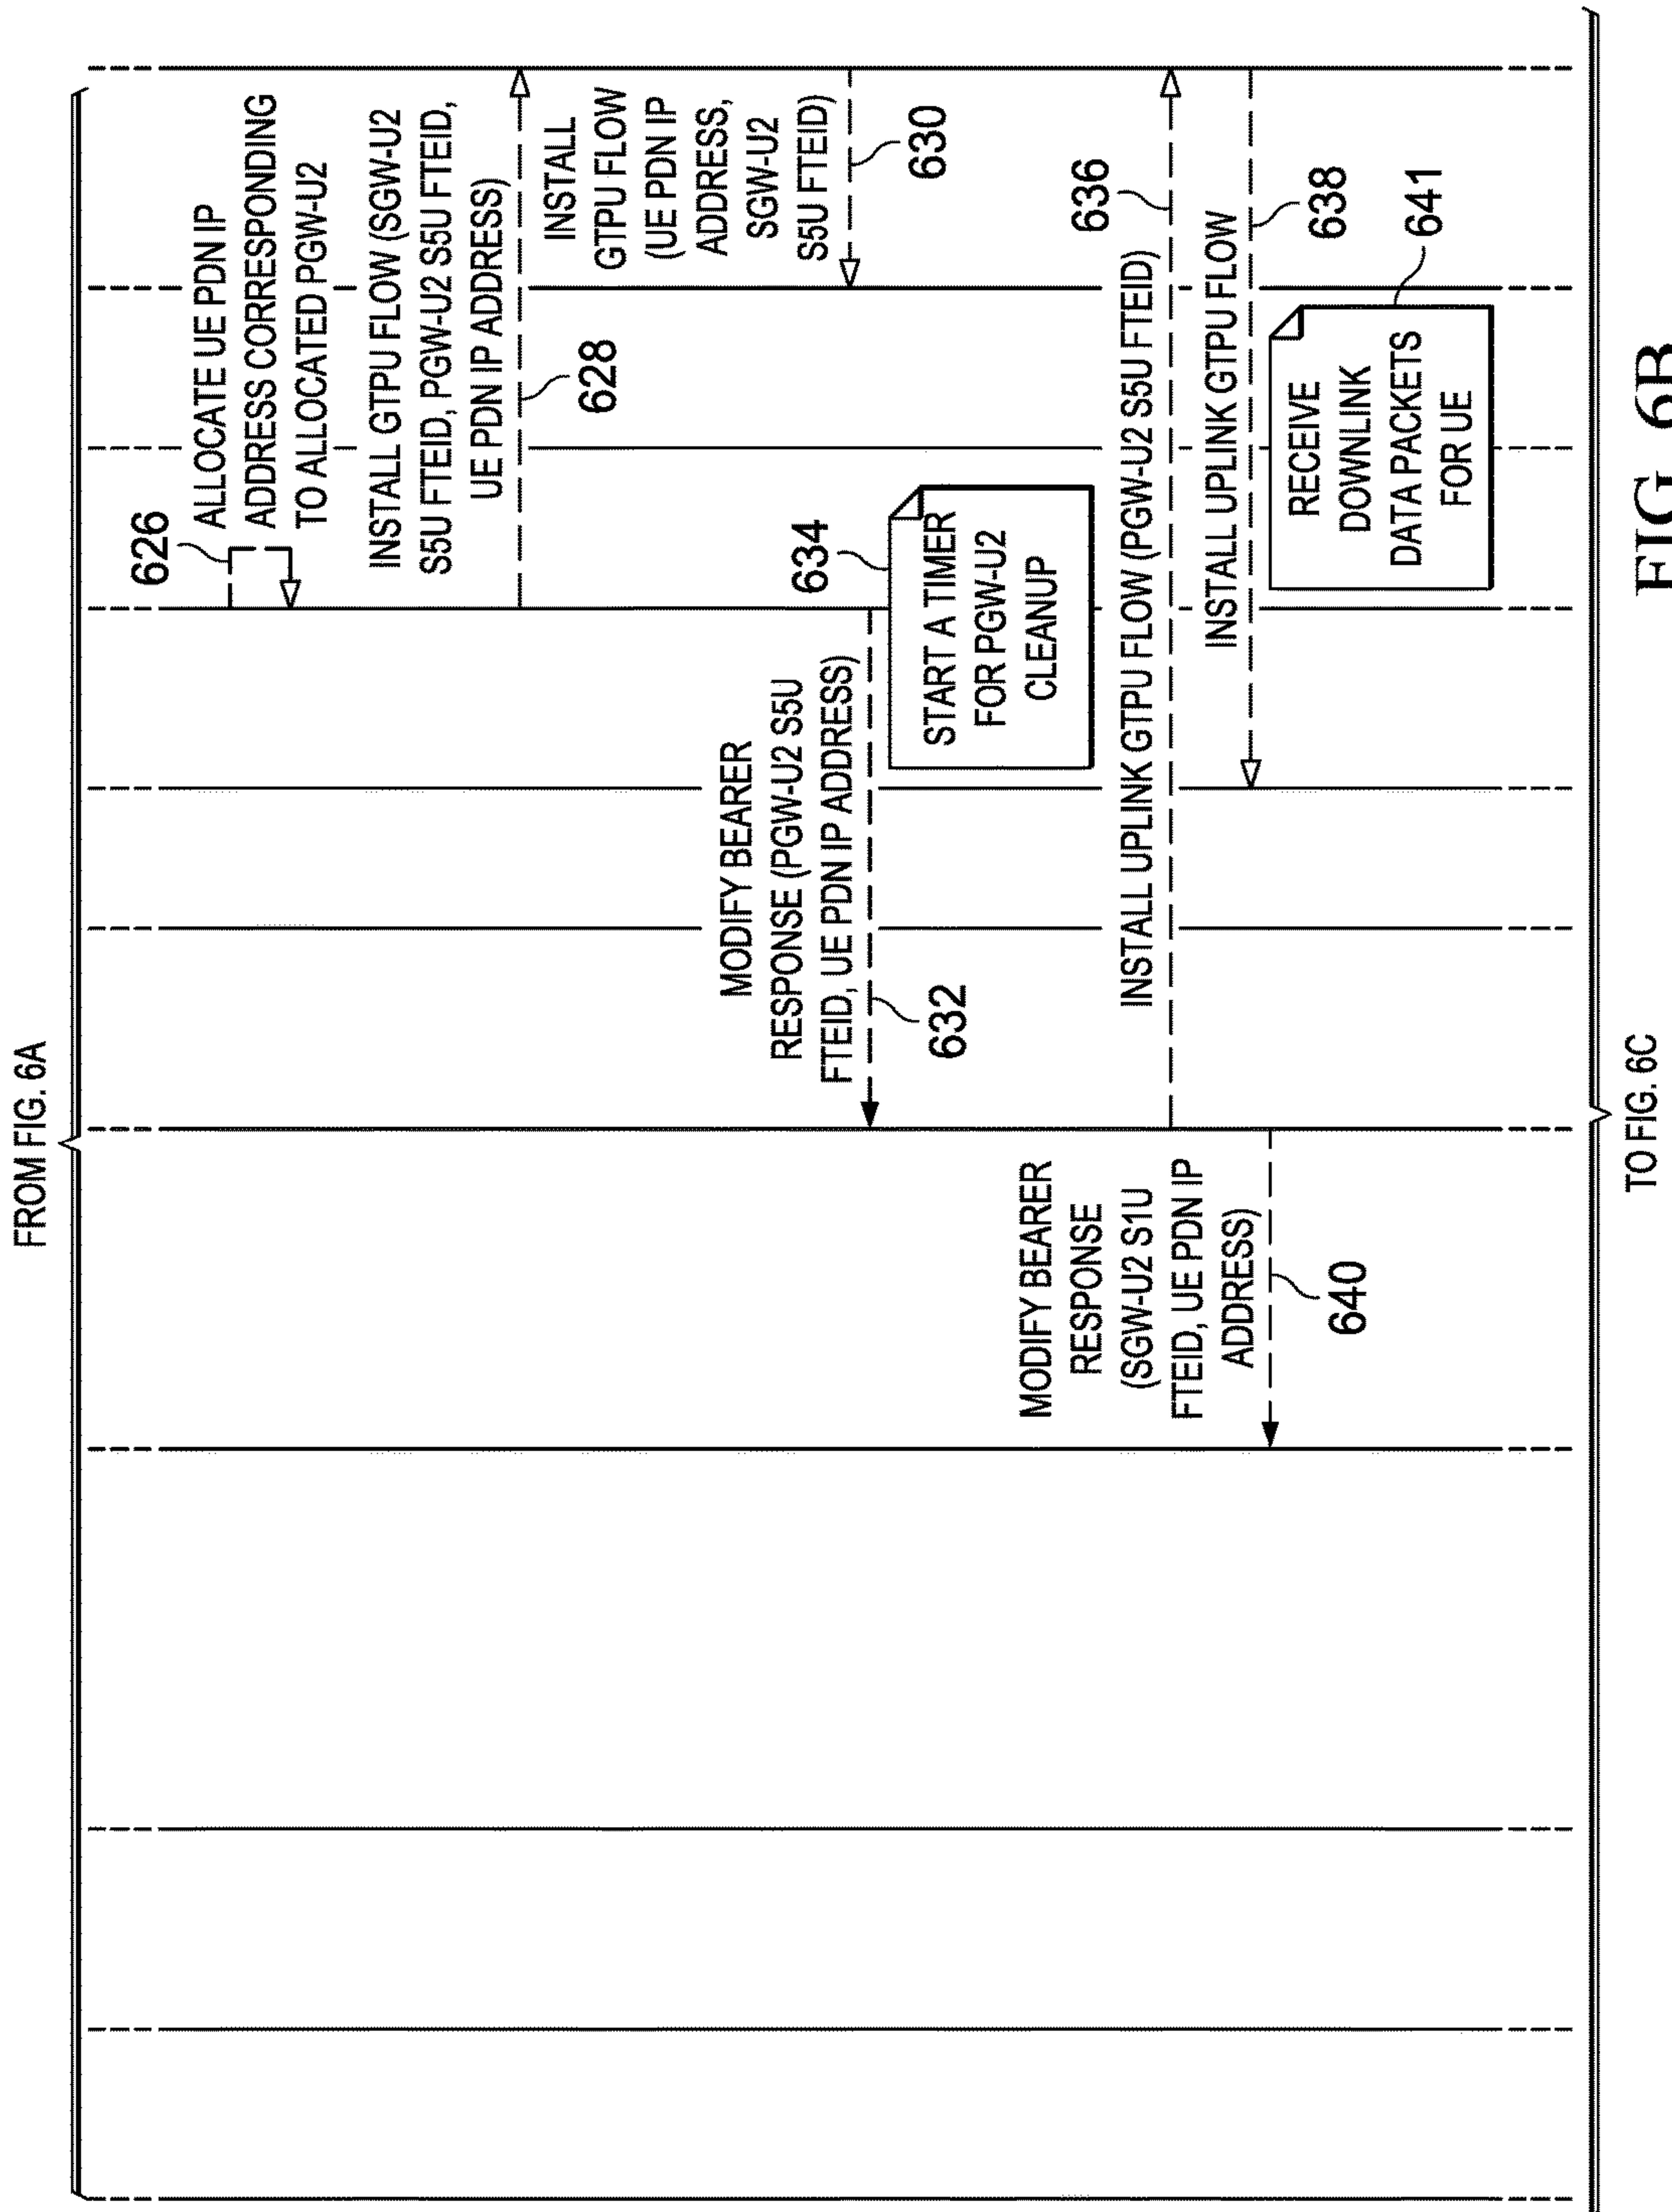 FROM FIG. 6A
626
ALLOCATE UE PDN IP
ADDRESS CORRESPONDING
TO ALLOCATED PGW-U2
INSTALL GTPU FLOW (SGW-U2
S5U FTEID, PGW-U2 S5U FTEID,
UE PDN IP ADDRESS)
628
INSTALL
GTPU FLOW
(UE PDN IP
ADDRESS,
SGW-U2
S5U FTEID)
630
MODIFY BEARER
RESPONSE (PGW-U2 S5U
FTEID, UE PDN IP ADDRESS)
632
634
START A TIMER
FOR PGW-U2
CLEANUP
636
INSTALL UPLINK GTPU FLOW (PGW-U2 S5U FTEID)
INSTALL UPLINK GTPU FLOW
638
MODIFY BEARER
RESPONSE
(SGW-U2 S1U
FTEID, UE PDN IP
ADDRESS)
640
641
RECEIVE
DOWNLINK
DATA PACKETS
FOR UE
TO FIG. 6C
FIG. 6B